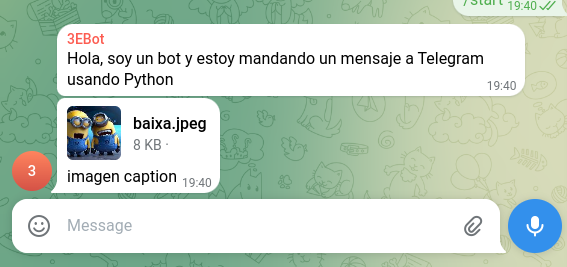 /start 19:40
3EBot
Hola, soy un bot y estoy mandando un mensaje a Telegram
usando Python
19:40
baixa.jpeg
8 KB ·
imagen caption 19:40
3
Message